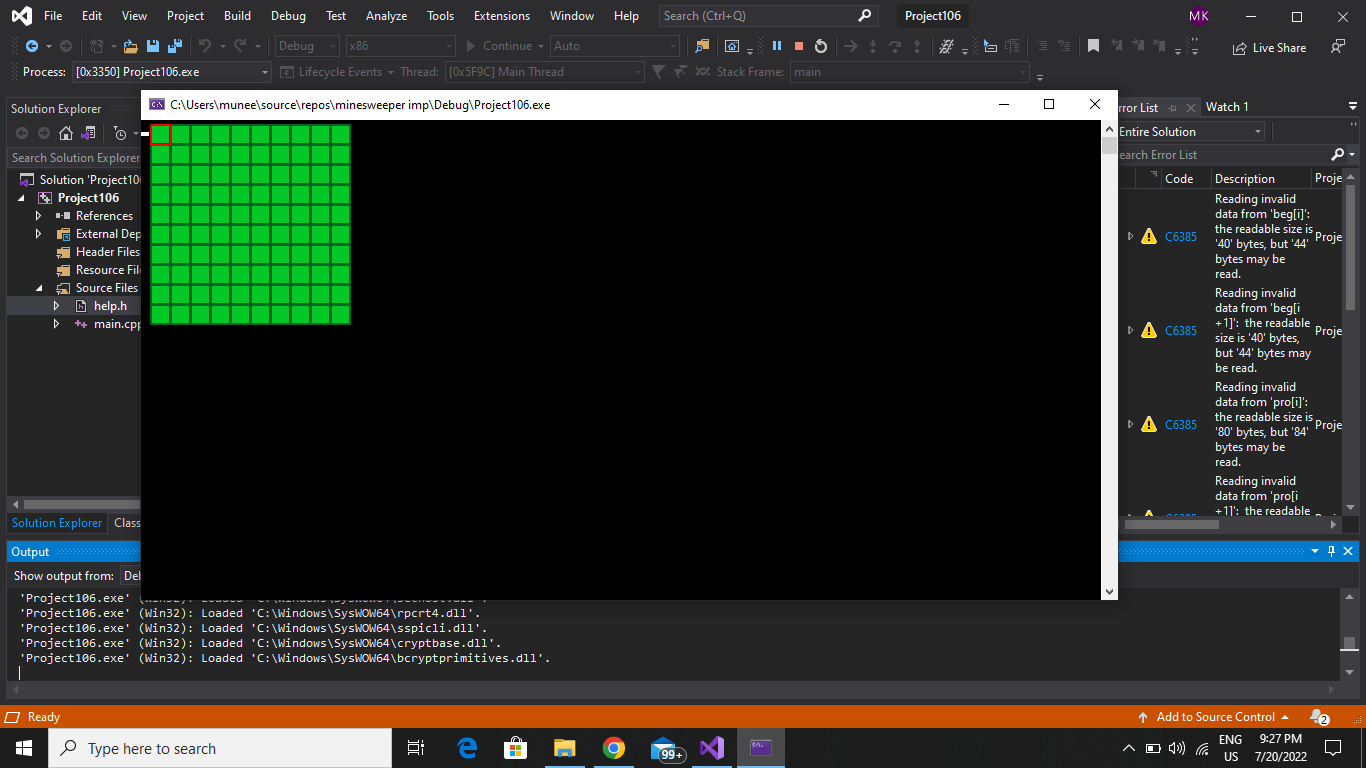 File Edit View Project Build Debug Test Analyze Tools Extensions Window Help Search (Ctrl+Q) Project106 MK
Debug x86 Continue Auto Live Share
Process: [0x3350] Project106.exe Lifecycle Events Thread: [0x5F9C] Main Thread Stack Frame: main
Solution Explorer
Search Solution Explorer
Solution 'Project106
Project106
References
External Dep
Header Files
Resource File
Source Files
help.h
main.cpp
Solution Explorer Class
C:\Users\munee\source\repos\minesweeper imp\Debug\Project106.exe
rror List Watch 1
Entire Solution
earch Error List
Code Description Proje
C6385 Reading invalid
data from 'beg[i]':
the readable size is
'40' bytes, but '44'
bytes may be
read.
Proje
C6385 Reading invalid
data from 'beg[i
+1]': the readable
size is '40' bytes,
but '44' bytes may
be read.
Proje
C6385 Reading invalid
data from 'pro[i]':
the readable size is
'80' bytes, but '84'
bytes may be
read.
Proje
C6385 Reading invalid
data from 'pro[i
+1]': the readable
Output
Show output from: Deb
'Project106.exe' (Win32): Loaded 'C:\Windows\SysWOW64\sechost.dll'.
'Project106.exe' (Win32): Loaded 'C:\Windows\SysWOW64\rpcrt4.dll'.
'Project106.exe' (Win32): Loaded 'C:\Windows\SysWOW64\sspicli.dll'.
'Project106.exe' (Win32): Loaded 'C:\Windows\SysWOW64\cryptbase.dll'.
'Project106.exe' (Win32): Loaded 'C:\Windows\SysWOW64\bcryptprimitives.dll'.
Ready Add to Source Control 2
Type here to search 99+ ENG 9:27 PM
US 7/20/2022